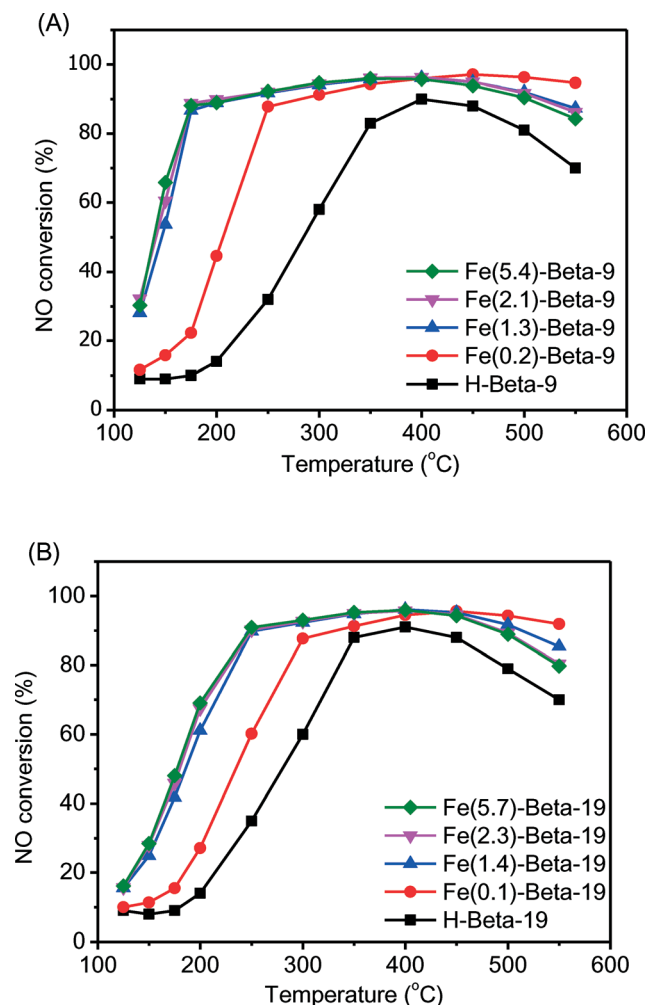 (A)
100
80
60
40
20
0
NO conversion (%)
Fe(5.4)-Beta-9
Fe(2.1)-Beta-9
Fe(1.3)-Beta-9
Fe(0.2)-Beta-9
H-Beta-9
100 200 300 400 500 600
Temperature (°C)
(B)
100
80
60
40
20
0
NO conversion (%)
Fe(5.7)-Beta-19
Fe(2.3)-Beta-19
Fe(1.4)-Beta-19
Fe(0.1)-Beta-19
H-Beta-19
100 200 300 400 500 600
Temperature (°C)